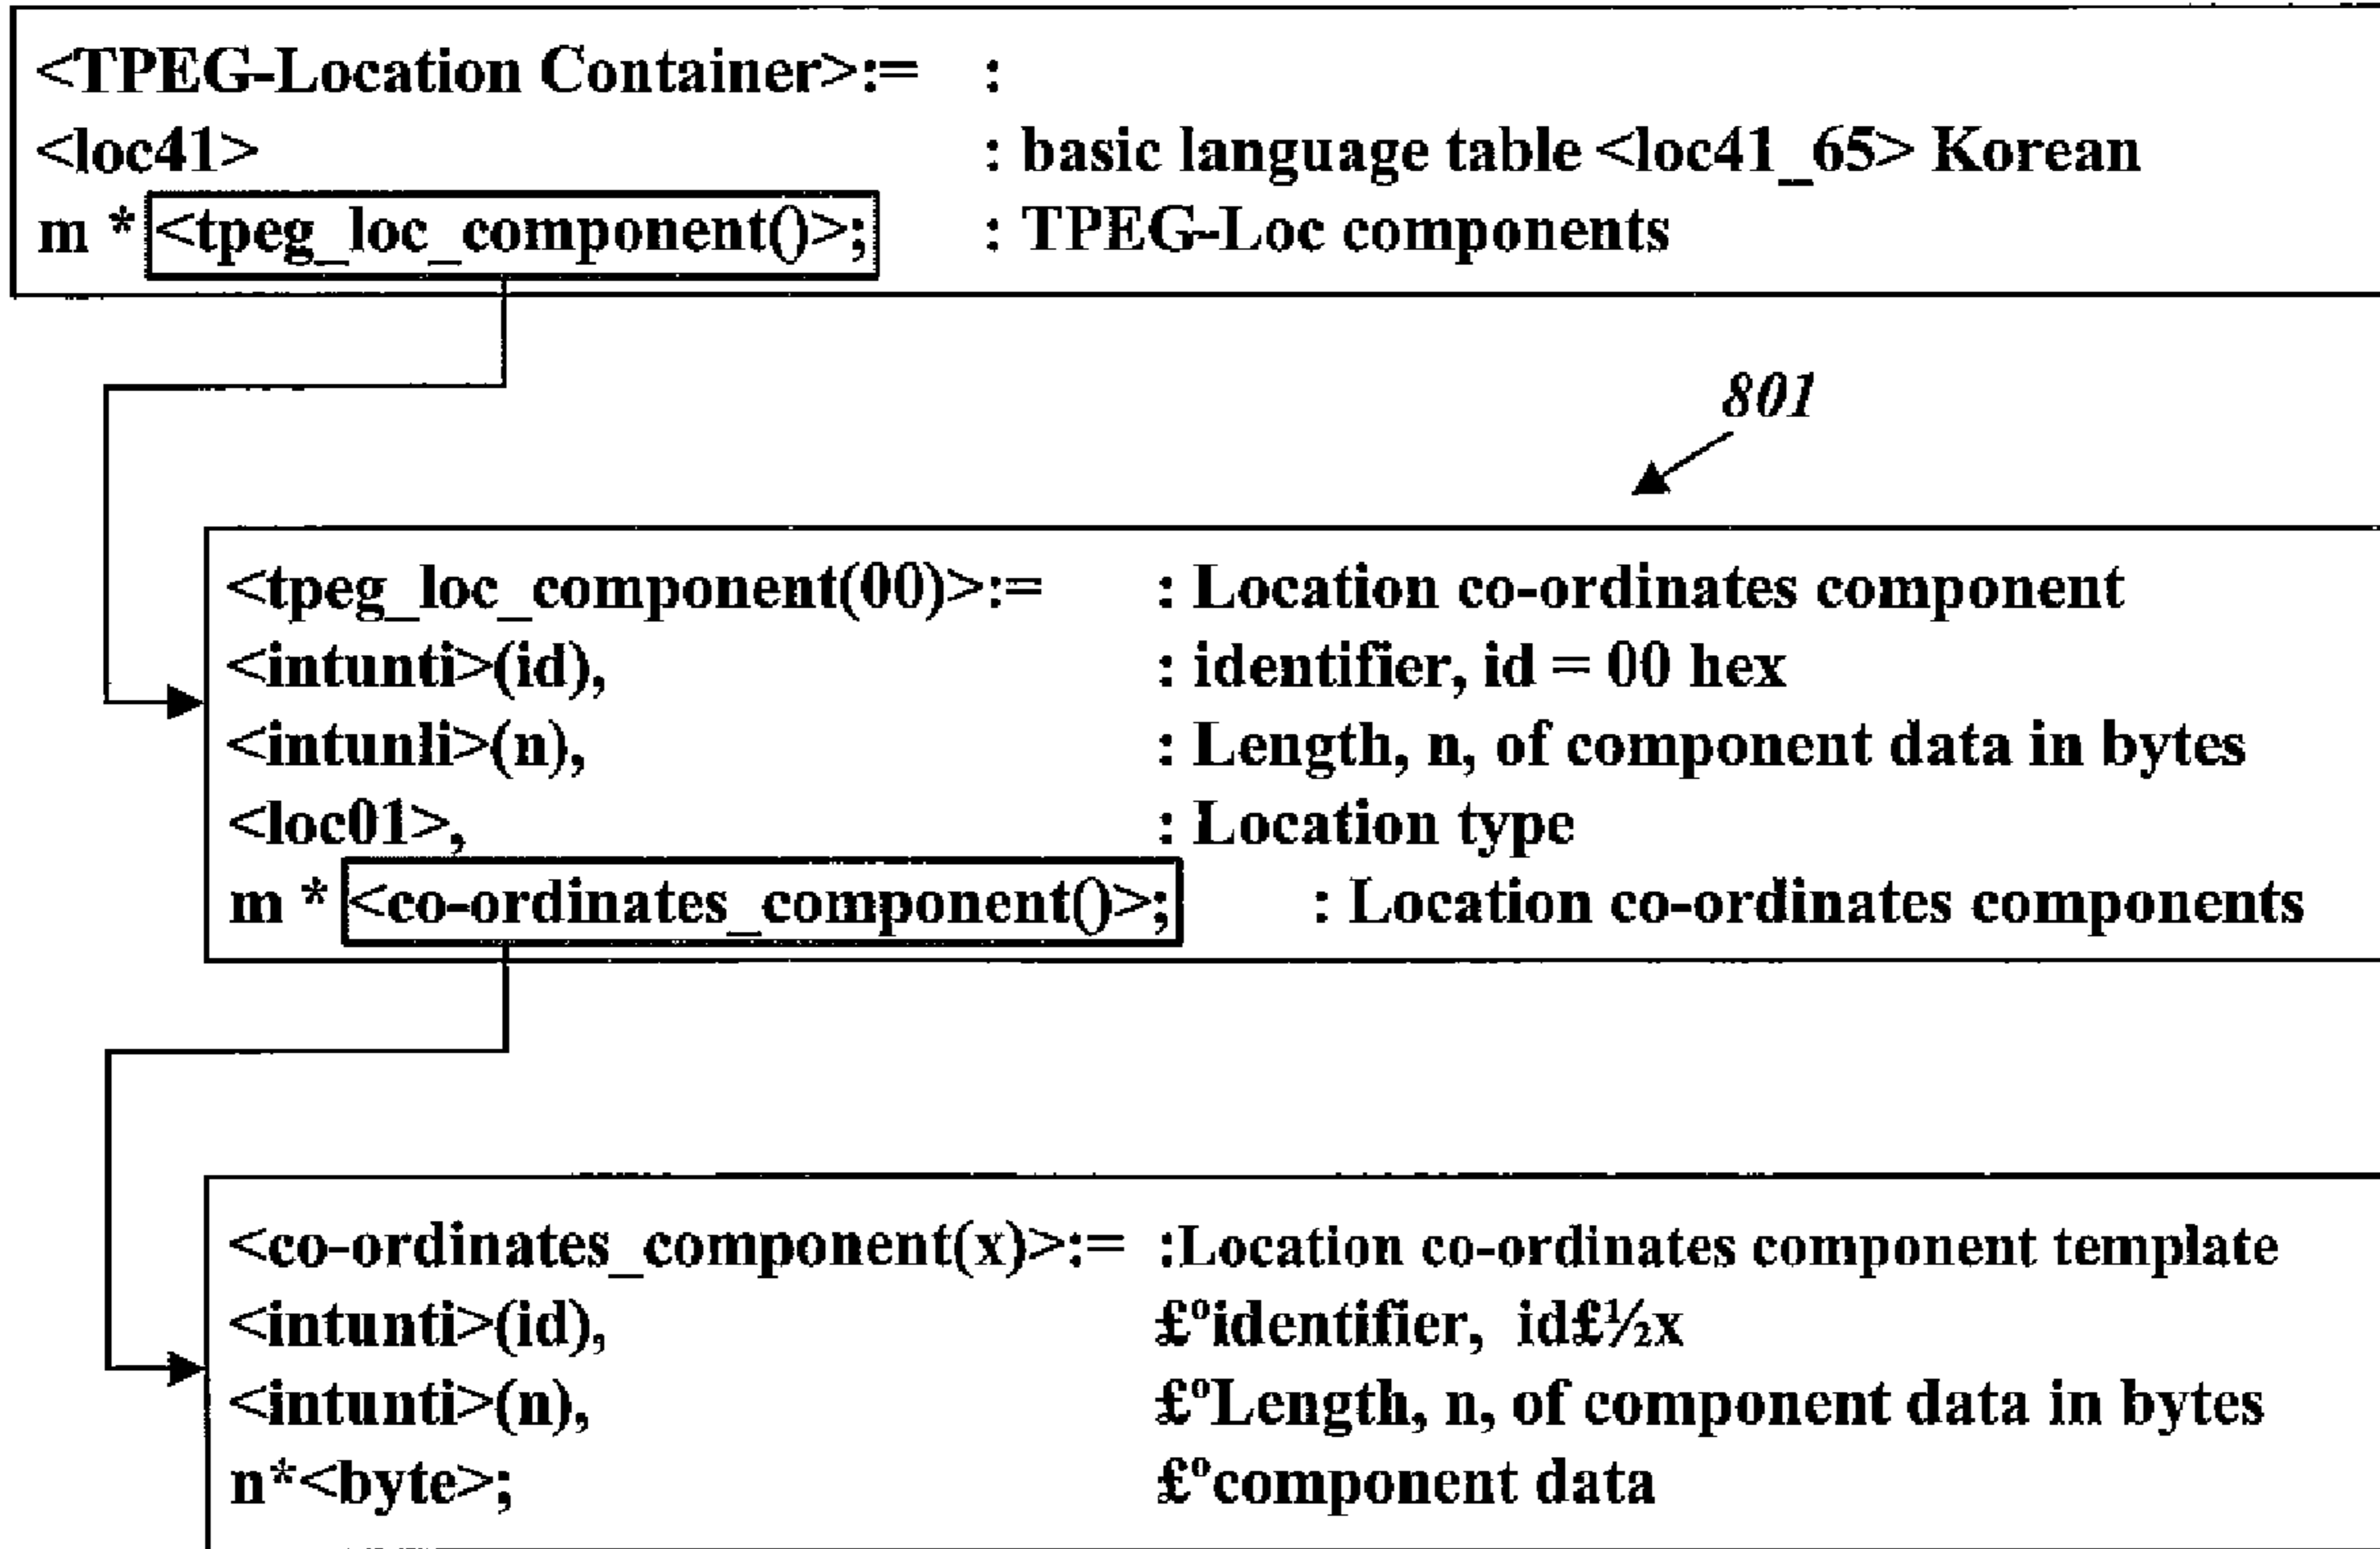 <TPEG-Location Container>:= :
<loc41> : basic language table <loc41_65> Korean
m * <tpeg_loc_component()>; : TPEG-Loc components
801
<tpeg_loc_component(00)>:= : Location co-ordinates component
<intunti>(id), : identifier, id = 00 hex
<intunli>(n), : Length, n, of component data in bytes
<loc01>, : Location type
m * <co-ordinates_component()>; : Location co-ordinates components
<co-ordinates_component(x)>:= :Location co-ordinates component template
<intunti>(id), £ºidentifier, id£½x
<intunti>(n), £ºLength, n, of component data in bytes
n*<byte>; £ºcomponent data